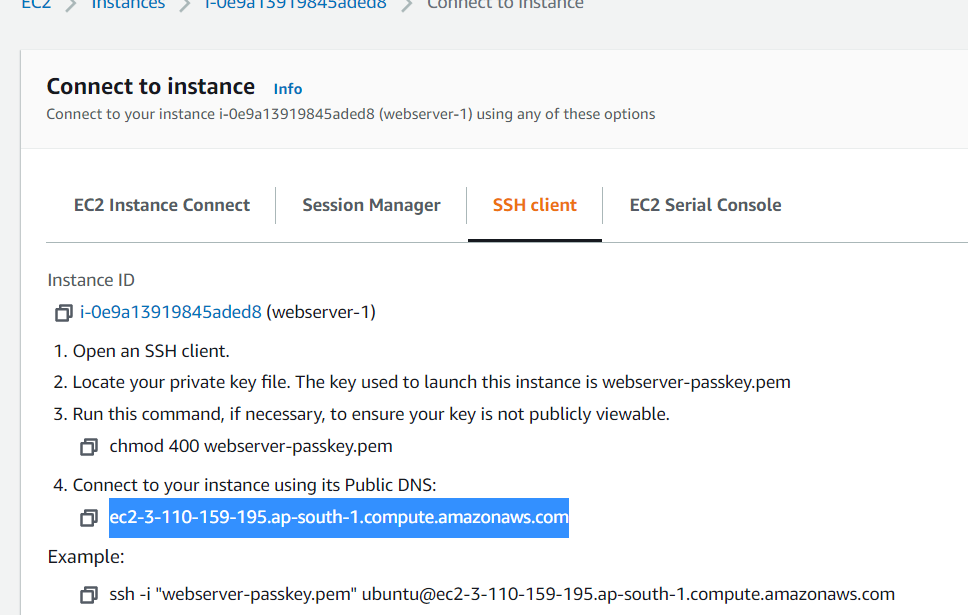 EC2 > Instances > i-0e9a13919845aded8 > Connect to instance
Connect to instance Info
Connect to your instance i-0e9a13919845aded8 (webserver-1) using any of these options
EC2 Instance Connect Session Manager SSH client EC2 Serial Console
Instance ID
i-0e9a13919845aded8 (webserver-1)
1. Open an SSH client.
2. Locate your private key file. The key used to launch this instance is webserver-passkey.pem
3. Run this command, if necessary, to ensure your key is not publicly viewable.
chmod 400 webserver-passkey.pem
4. Connect to your instance using its Public DNS:
ec2-3-110-159-195.ap-south-1.compute.amazonaws.com
Example:
ssh -i "webserver-passkey.pem" ubuntu@ec2-3-110-159-195.ap-south-1.compute.amazonaws.com